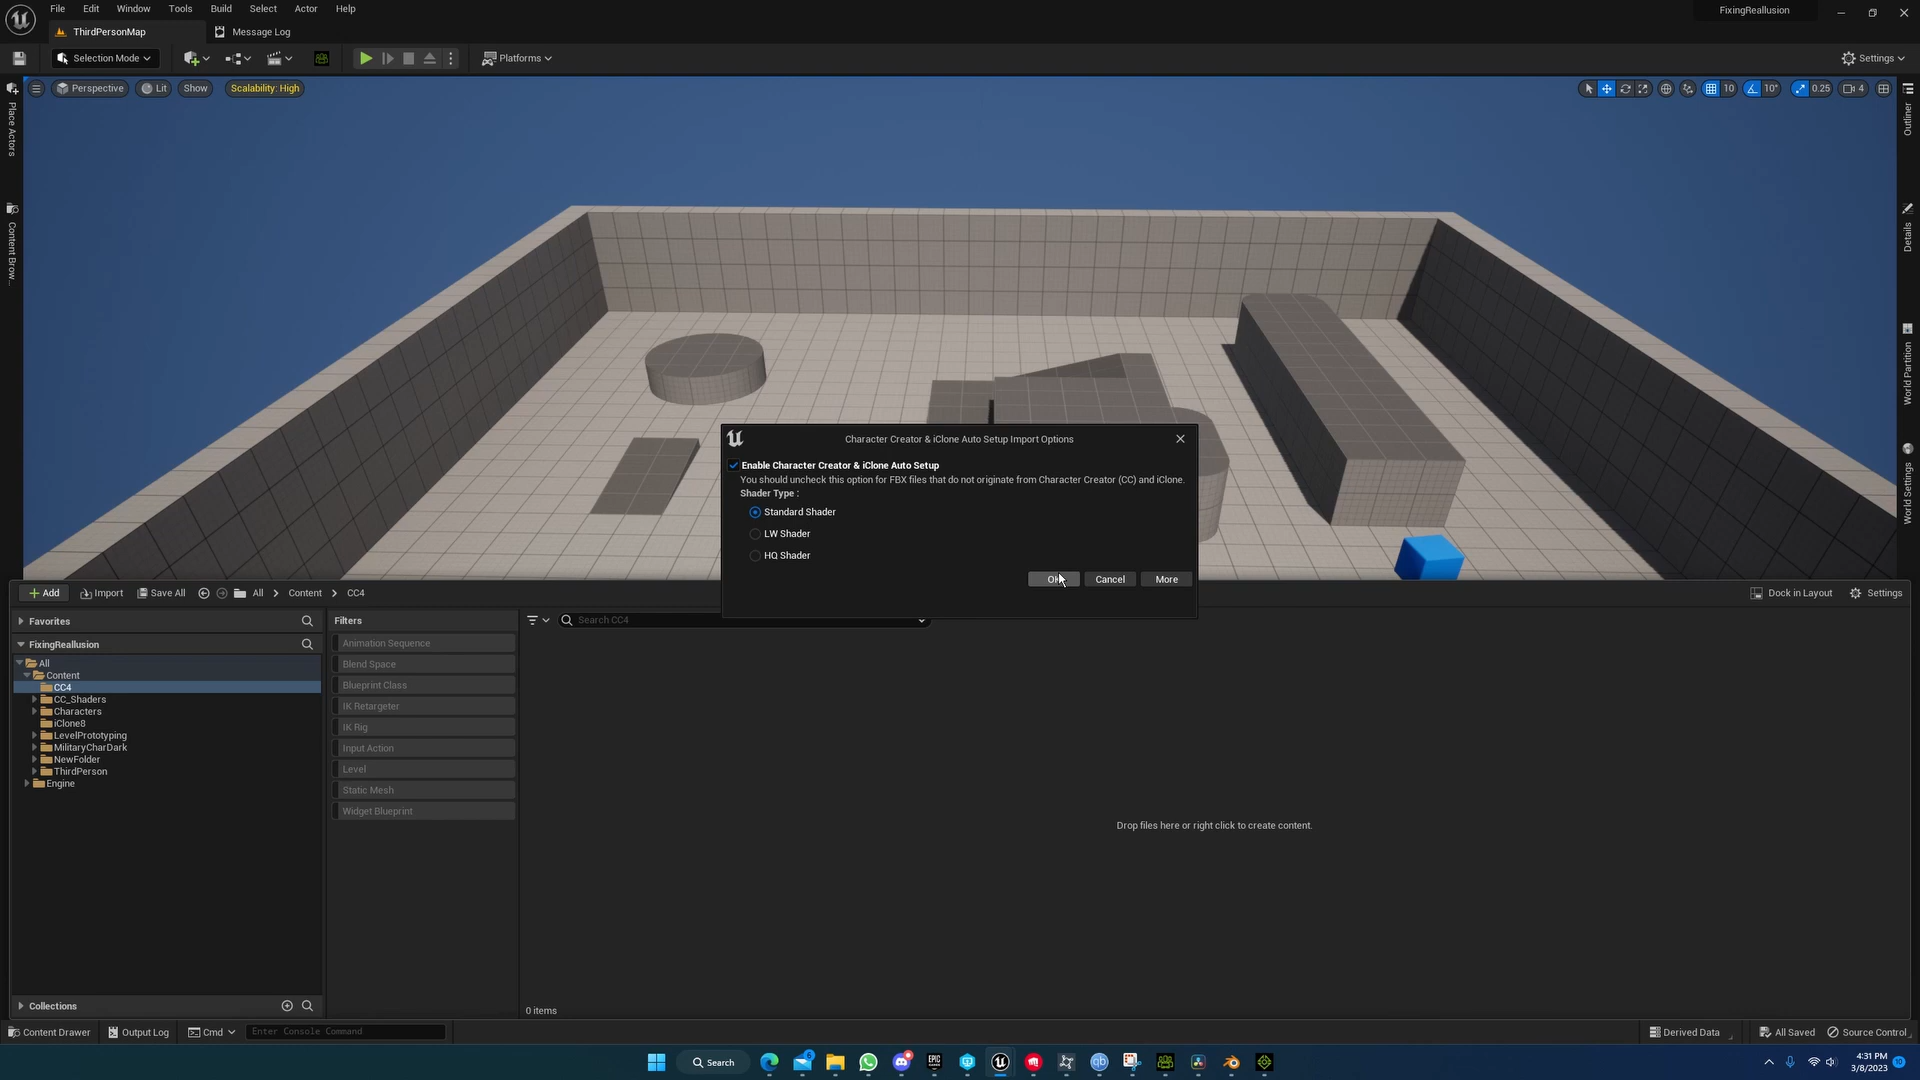 File Edit Window Tools Build Select Actor Help
FixingReallusion
ThirdPersonMap
Message Log
Selection Mode
Platforms
Settings
Perspective
Lit
Show
Scalability: High
10
10°
0.25
4
Place Actors
Content Brow...
Outliner
Details
World Partition
World Settings
Character Creator & iClone Auto Setup Import Options
Enable Character Creator & iClone Auto Setup
You should uncheck this option for FBX files that do not originate from Character Creator (CC) and iClone.
Shader Type :
Standard Shader
LW Shader
HQ Shader
OK
Cancel
More
Add
Import
Save All
All
Content
CC4
Dock in Layout
Settings
Favorites
FixingReallusion
All
Content
CC4
CC_Shaders
Characters
iClone8
LevelPrototyping
MilitaryCharDark
NewFolder
ThirdPerson
Engine
Collections
Filters
Animation Sequence
Blend Space
Blueprint Class
IK Retargeter
IK Rig
Input Action
Level
Static Mesh
Widget Blueprint
Search CC4
Drop files here or right click to create content.
0 items
Content Drawer
Output Log
Cmd
Enter Console Command
Derived Data
All Saved
Source Control
Search
4:31 PM
3/8/2023